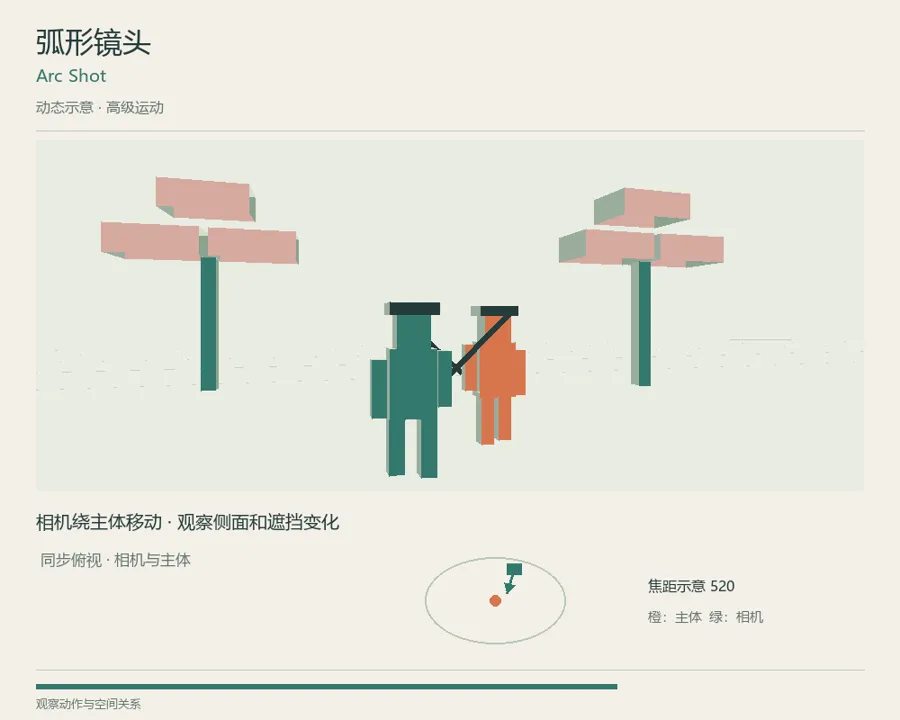 弧形镜头
Arc Shot
动态示意 · 高级运动
相机绕主体移动 · 观察侧面和遮挡变化
同步俯视 · 相机与主体
焦距示意 520
橙：主体 绿：相机
观察动作与空间关系